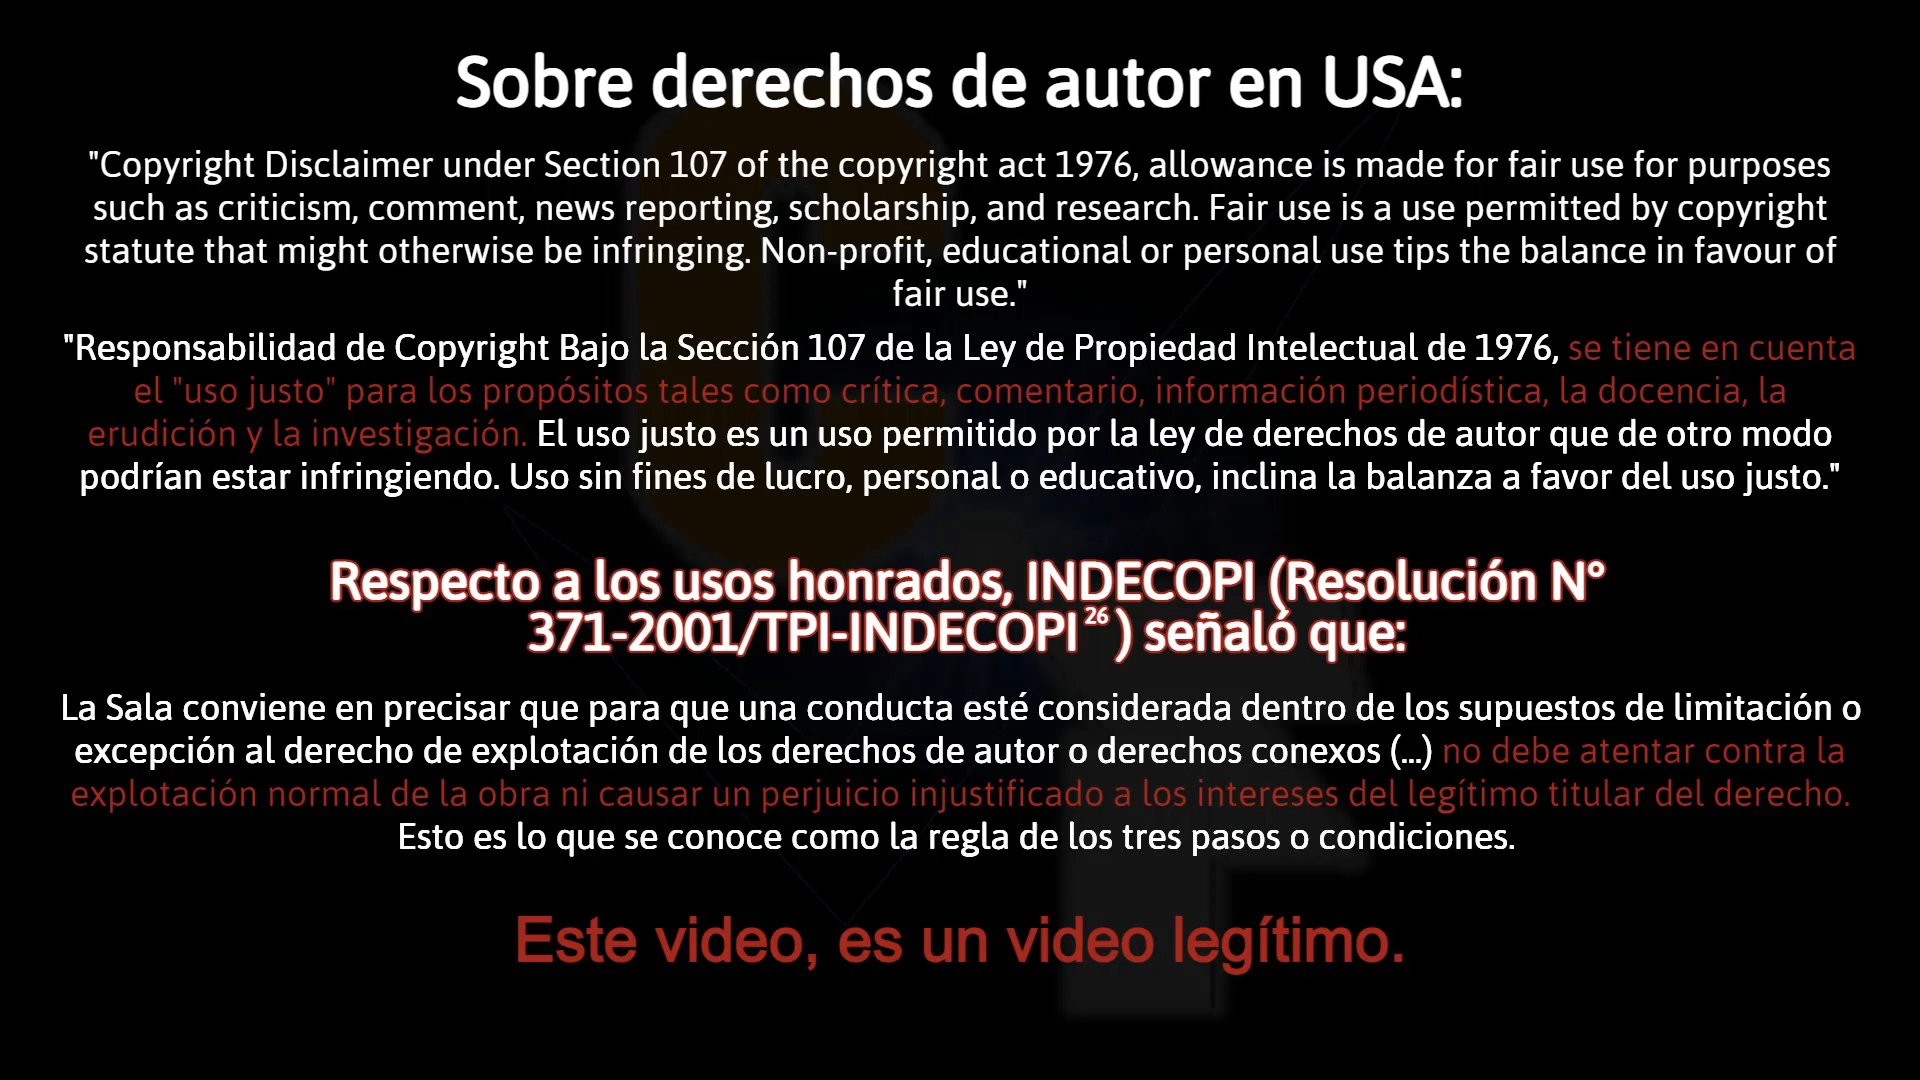 Sobre derechos de autor en USA:
"Copyright Disclaimer under Section 107 of the copyright act 1976, allowance is made for fair use for purposes
such as criticism, comment, news reporting, scholarship, and research. Fair use is a use permitted by copyright
statute that might otherwise be infringing. Non-profit, educational or personal use tips the balance in favour of
fair use."
"Responsabilidad de Copyright Bajo la Sección 107 de la Ley de Propiedad Intelectual de 1976, se tiene en cuenta
el "uso justo" para los propósitos tales como crítica, comentario, información periodística, la docencia, la
erudición y la investigación. El uso justo es un uso permitido por la ley de derechos de autor que de otro modo
podrían estar infringiendo. Uso sin fines de lucro, personal o educativo, inclina la balanza a favor del uso justo."
Respecto a los usos honrados, INDECOPI (Resolución N°
371-2001/TPI-INDECOPI²⁶) señaló que:
La Sala conviene en precisar que para que una conducta esté considerada dentro de los supuestos de limitación o
excepción al derecho de explotación de los derechos de autor o derechos conexos (...) no debe atentar contra la
explotación normal de la obra ni causar un perjuicio injustificado a los intereses del legítimo titular del derecho.
Esto es lo que se conoce como la regla de los tres pasos o condiciones.
Este video, es un video legítimo.